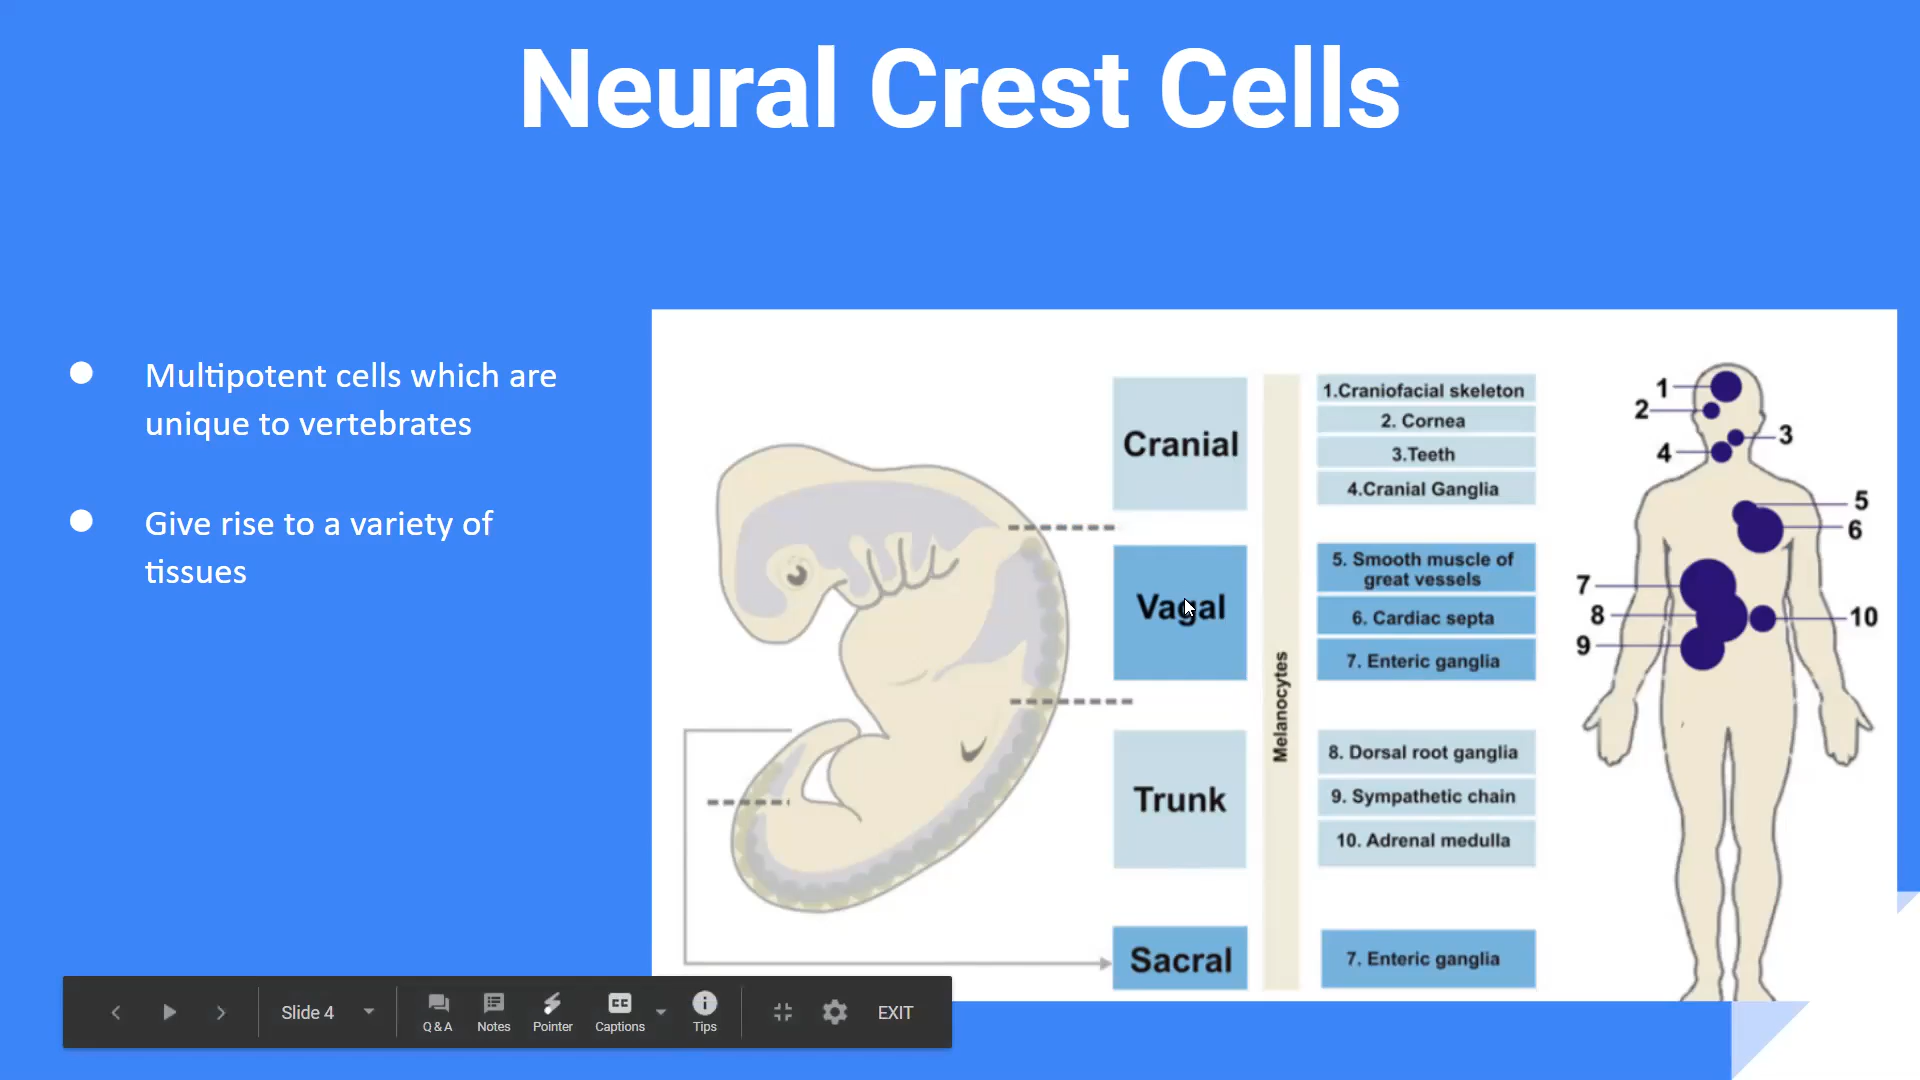 Neural Crest Cells
Multipotent cells which are
unique to vertebrates
Give rise to a variety of
tissues
Cranial
Vagal
Trunk
Sacral
Melanocytes
1.Craniofacial skeleton
2. Cornea
3.Teeth
4.Cranial Ganglia
5. Smooth muscle of
great vessels
6. Cardiac septa
7. Enteric ganglia
8. Dorsal root ganglia
9. Sympathetic chain
10. Adrenal medulla
7. Enteric ganglia
1
2
3
4
5
6
7
8
9
10
Slide 4
Q & A
Notes
Pointer
CC
Captions
Tips
EXIT